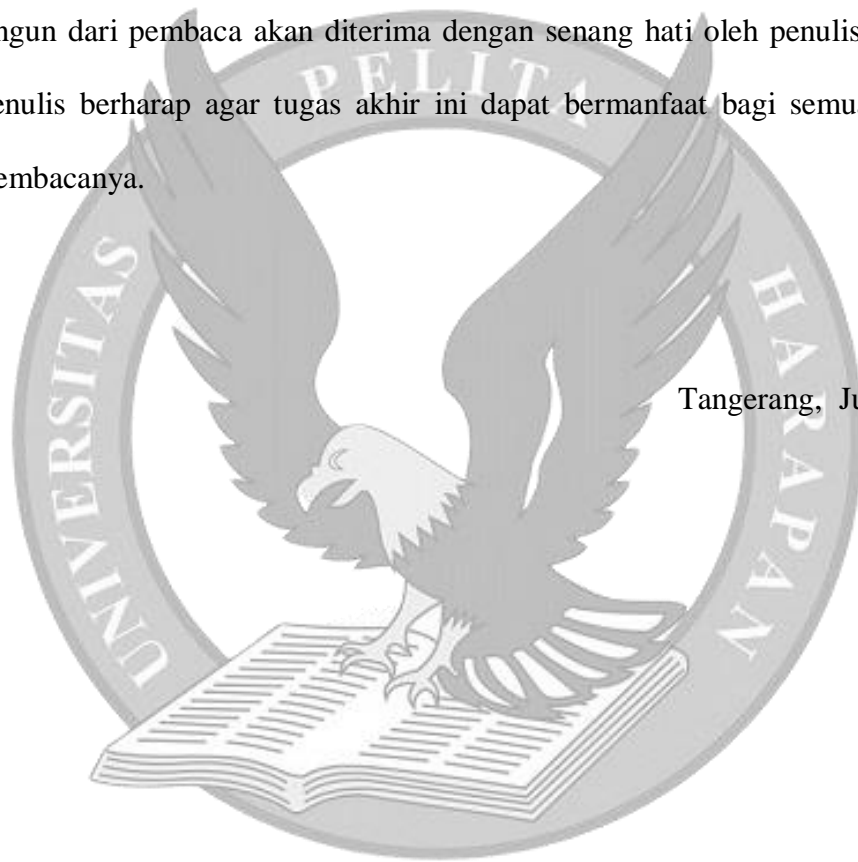 ngun dari pembaca akan diterima dengan senang hati oleh penulis
enulis berharap agar tugas akhir ini dapat bermanfaat bagi semua
embacanya.
Tangerang, Ju
UNIVERSITAS PELITA HARAPAN